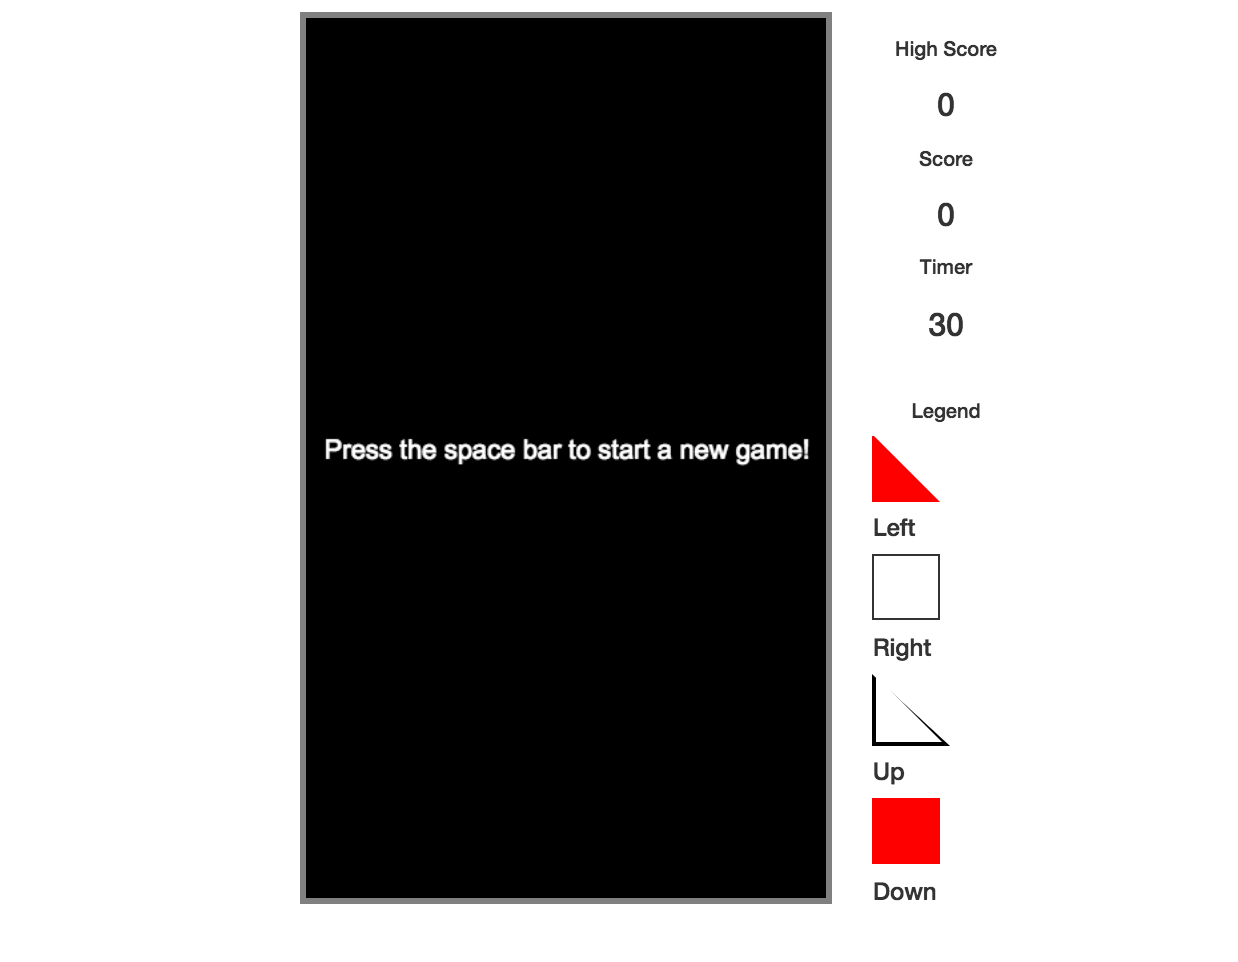 High Score
0
Score
0
Timer
30
Press the space bar to start a new game!
Legend
Left
Right
Up
Down